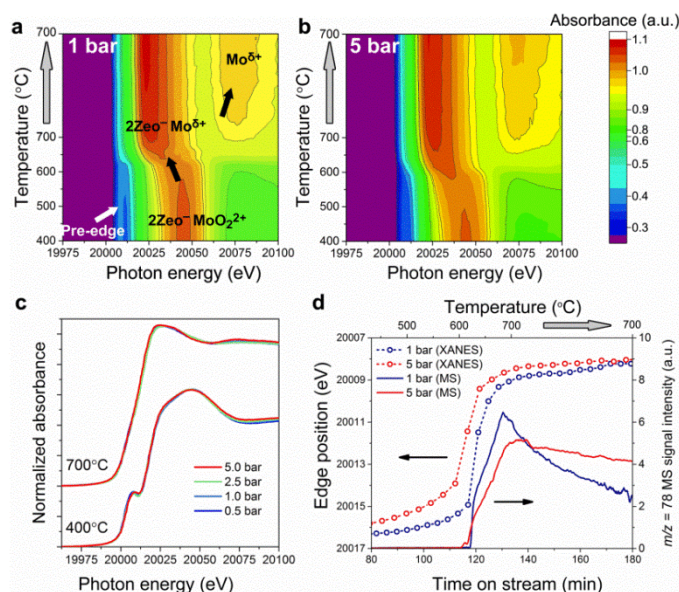 a
1 bar
Temperature (°C)
700
700
600
500
400
Moδ+
2Zeo⁻ Moδ+
2Zeo⁻ MoO₂²⁺
Pre-edge
19975 20000 20025 20050 20075 20100
Photon energy (eV)
b
5 bar
Temperature (°C)
700
700
600
500
400
19975 20000 20025 20050 20075 20100
Photon energy (eV)
Absorbance (a.u.)
1.1
1.0
0.9
0.8
0.6
0.4
0.3
c
Normalized absorbance
700°C
400°C
5.0 bar
2.5 bar
1.0 bar
0.5 bar
20000 20025 20050 20075 20100
Photon energy (eV)
d
Temperature (°C)
500 600 700 700
Edge position (eV)
20007
20009
20011
20013
20015
20017
1 bar (XANES)
5 bar (XANES)
1 bar (MS)
5 bar (MS)
10
8
6
4
2
0
m/z = 78 MS signal intensity (a.u.)
80 100 120 140 160 180
Time on stream (min)